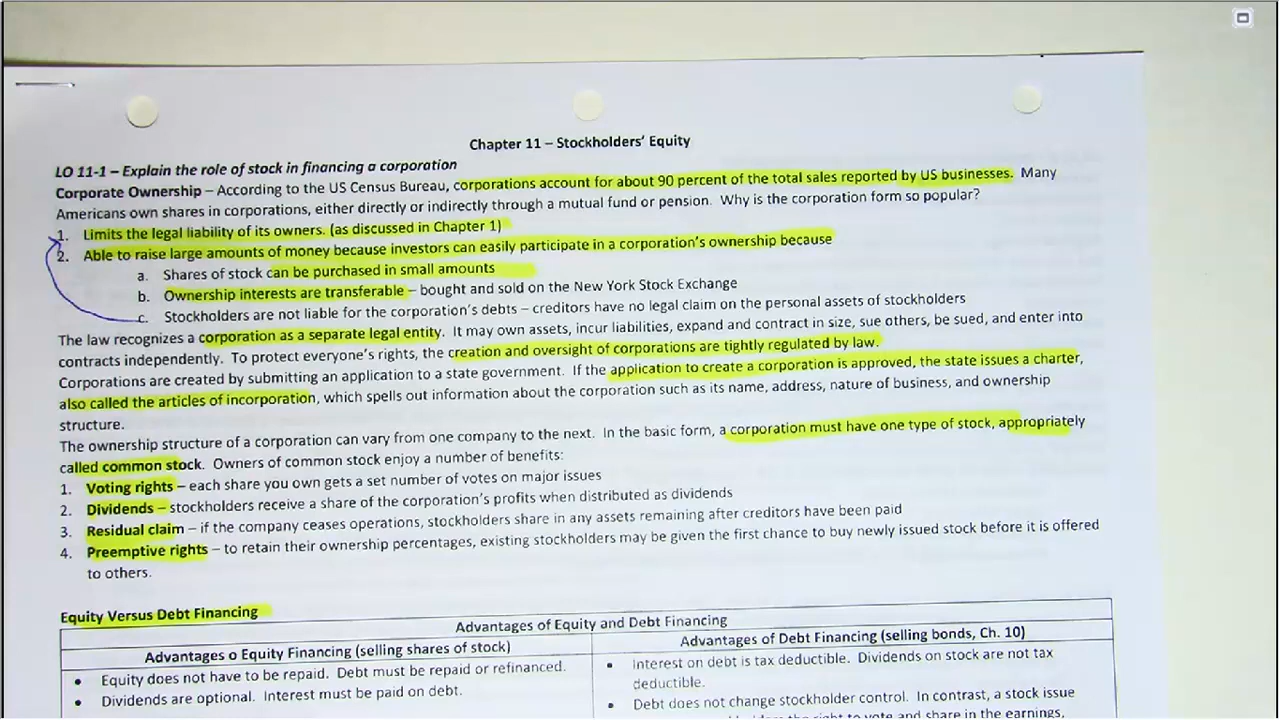 Chapter 11 – Stockholders' Equity
LO 11-1 – Explain the role of stock in financing a corporation
Corporate Ownership – According to the US Census Bureau, corporations account for about 90 percent of the total sales reported by US businesses. Many
Americans own shares in corporations, either directly or indirectly through a mutual fund or pension. Why is the corporation form so popular?
1. Limits the legal liability of its owners. (as discussed in Chapter 1)
2. Able to raise large amounts of money because investors can easily participate in a corporation's ownership because
a. Shares of stock can be purchased in small amounts
b. Ownership interests are transferable – bought and sold on the New York Stock Exchange
c. Stockholders are not liable for the corporation's debts – creditors have no legal claim on the personal assets of stockholders
The law recognizes a corporation as a separate legal entity. It may own assets, incur liabilities, expand and contract in size, sue others, be sued, and enter into
contracts independently. To protect everyone's rights, the creation and oversight of corporations are tightly regulated by law.
Corporations are created by submitting an application to a state government. If the application to create a corporation is approved, the state issues a charter,
also called the articles of incorporation, which spells out information about the corporation such as its name, address, nature of business, and ownership
structure.
The ownership structure of a corporation can vary from one company to the next. In the basic form, a corporation must have one type of stock, appropriately
called common stock. Owners of common stock enjoy a number of benefits:
1. Voting rights – each share you own gets a set number of votes on major issues
2. Dividends – stockholders receive a share of the corporation's profits when distributed as dividends
3. Residual claim – if the company ceases operations, stockholders share in any assets remaining after creditors have been paid
4. Preemptive rights – to retain their ownership percentages, existing stockholders may be given the first chance to buy newly issued stock before it is offered
to others.
Equity Versus Debt Financing
Advantages of Equity and Debt Financing
Advantages o Equity Financing (selling shares of stock)
• Equity does not have to be repaid. Debt must be repaid or refinanced.
• Dividends are optional. Interest must be paid on debt.
Advantages of Debt Financing (selling bonds, Ch. 10)
• Interest on debt is tax deductible. Dividends on stock are not tax
deductible.
• Debt does not change stockholder control. In contrast, a stock issue
the right to vote and share in the earnings,